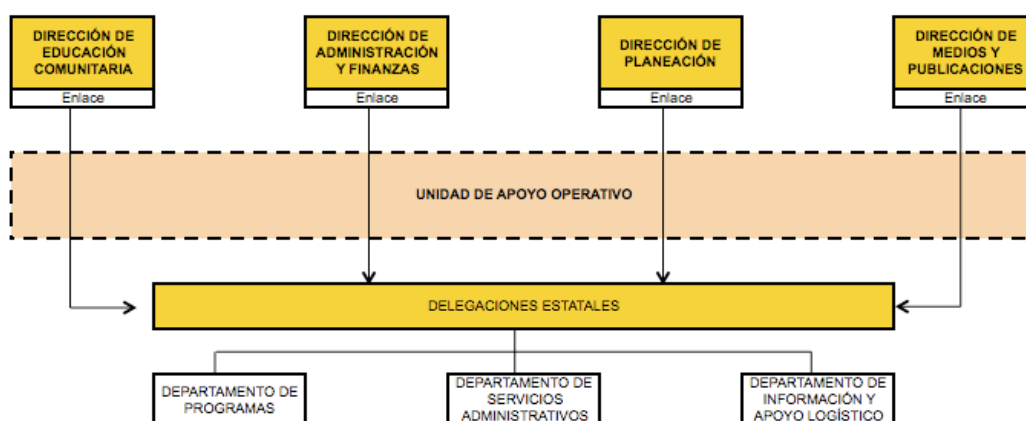 DIRECCIÓN DE
EDUCACIÓN
COMUNITARIA
Enlace
DIRECCIÓN DE
ADMINISTRACIÓN
Y FINANZAS
Enlace
DIRECCIÓN DE
PLANEACIÓN
Enlace
DIRECCIÓN DE
MEDIOS Y
PUBLICACIONES
Enlace
UNIDAD DE APOYO OPERATIVO
DELEGACIONES ESTATALES
DEPARTAMENTO DE
PROGRAMAS
DEPARTAMENTO DE
SERVICIOS
ADMINISTRATIVOS
DEPARTAMENTO DE
INFORMACIÓN Y
APOYO LOGÍSTICO